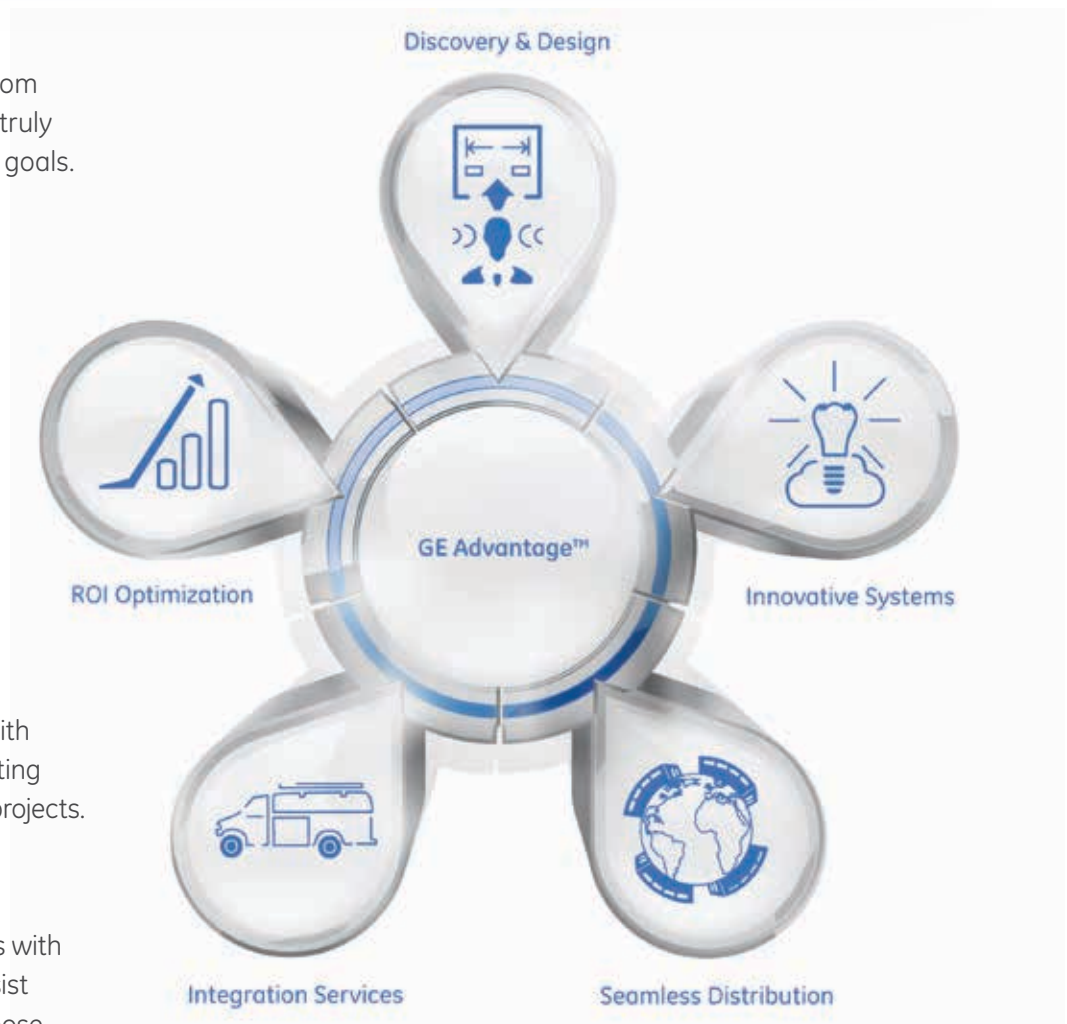 Discovery & Design
om
truly
goals.
GE Advantage™
ROI Optimization
Innovative Systems
ith
ting
projects.
s with
ist
Integration Services
Seamless Distribution